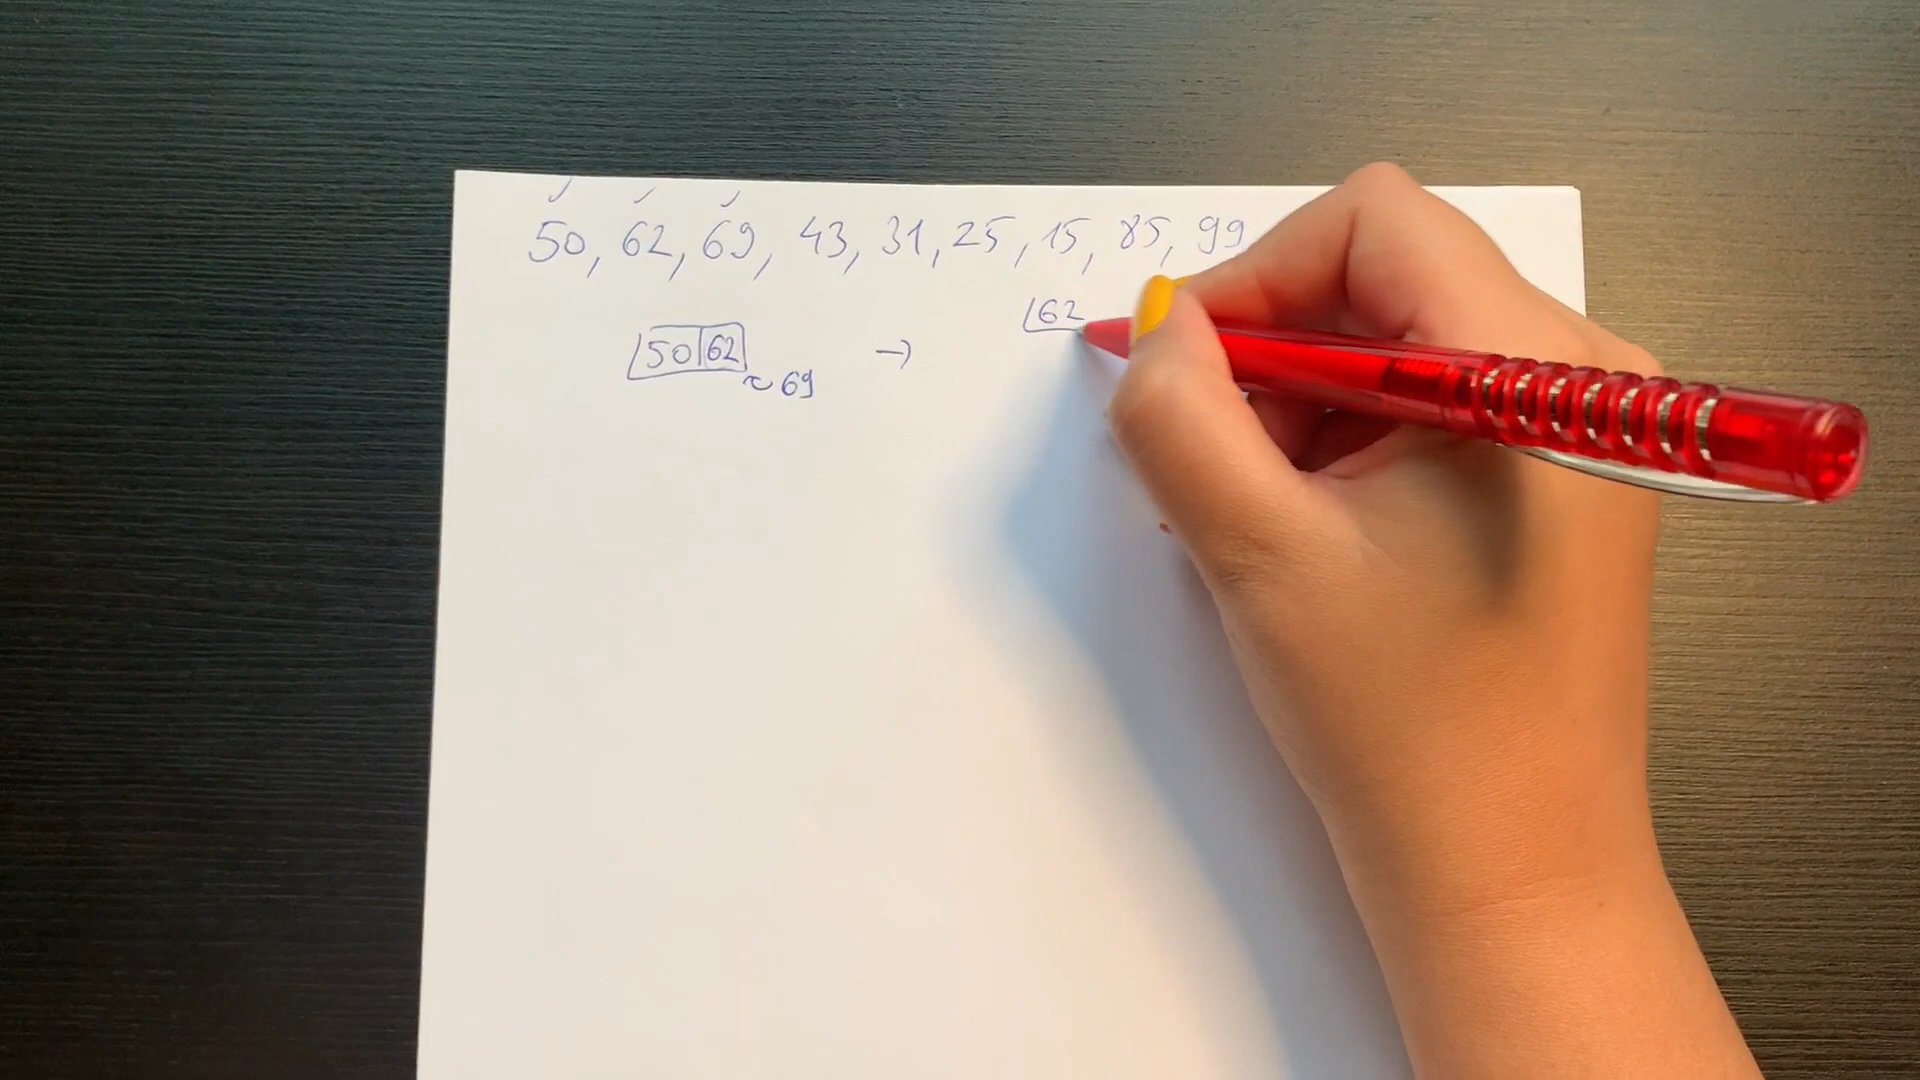 50, 62, 69, 43, 31, 25, 15, 85, 99
62
50 62 ~ 69 →